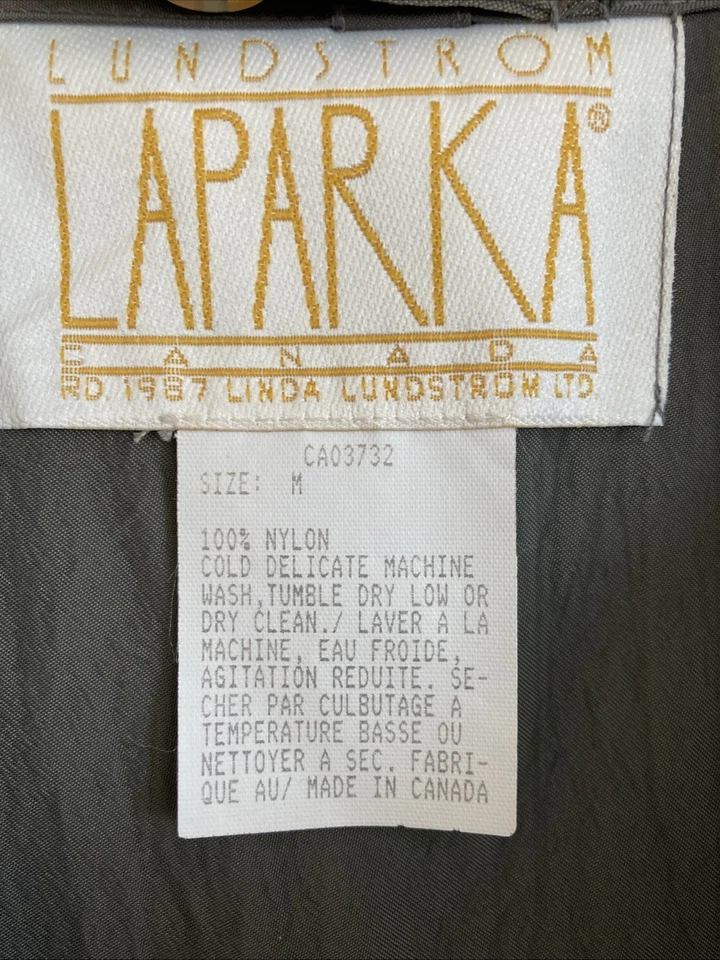 LUNDSTRÖM
LAPARKA®
CANADA
RD. 1987 LINDA LUNDSTRÖM LTD.
CA03732
SIZE: M
100% NYLON
COLD DELICATE MACHINE
WASH,TUMBLE DRY LOW OR
DRY CLEAN./ LAVER A LA
MACHINE, EAU FROIDE,
AGITATION REDUITE. SE-
CHER PAR CULBUTAGE A
TEMPERATURE BASSE OU
NETTOYER A SEC. FABRI-
QUE AU/ MADE IN CANADA